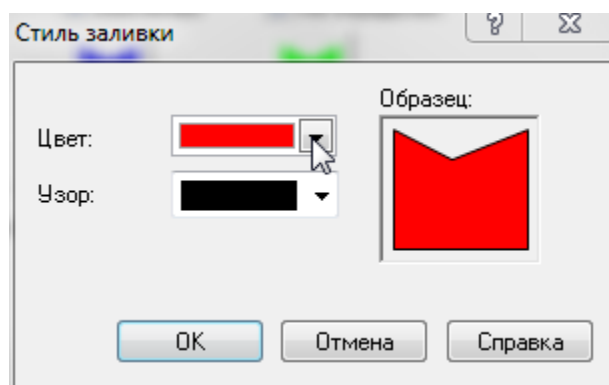 Стиль заливки
Образец:
Цвет:
Узор:
OK
Отмена
Справка